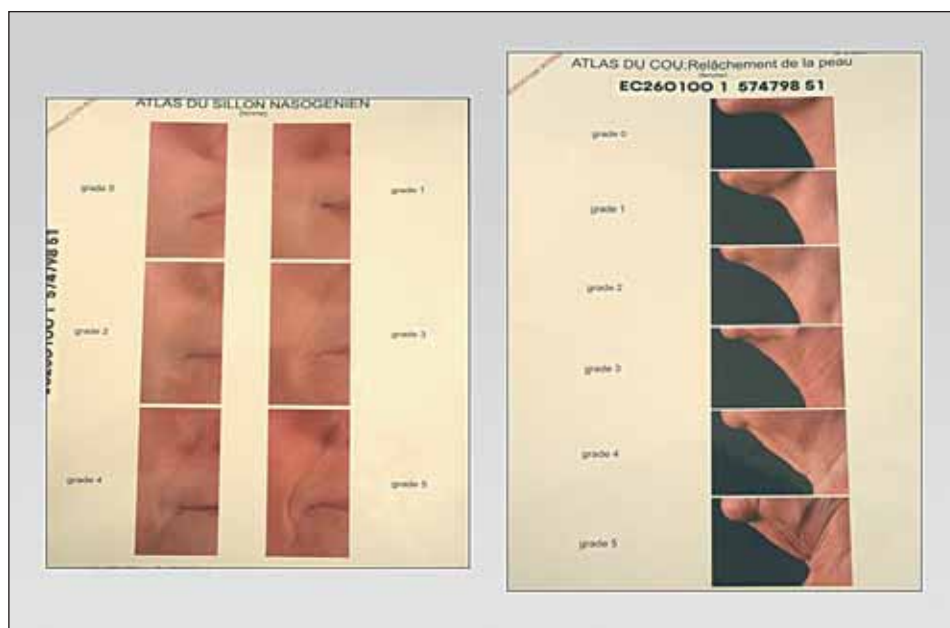 ATLAS DU SILLON NASOGENIEN
(femme)
grade 0
grade 1
grade 2
grade 3
grade 4
grade 5
ATLAS DU COU:Relâchement de la peau
(femme)
EC260100 1 574798 51
grade 0
grade 1
grade 2
grade 3
grade 4
grade 5